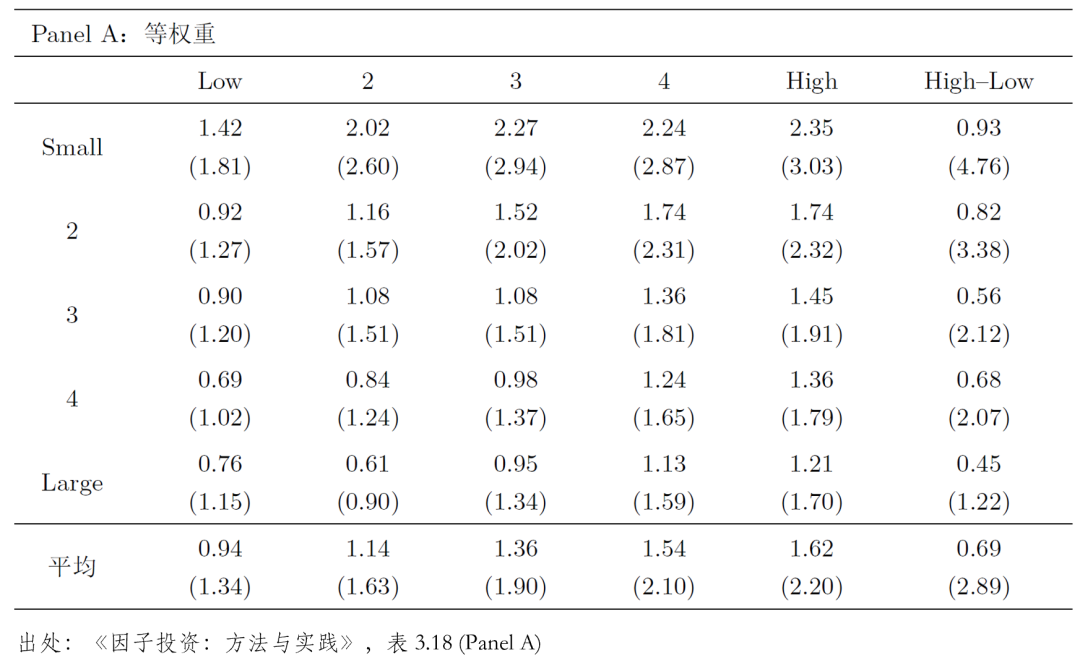 Panel A：等权重
Low 2 3 4 High High–Low
Small 1.42 2.02 2.27 2.24 2.35 0.93
(1.81) (2.60) (2.94) (2.87) (3.03) (4.76)
2 0.92 1.16 1.52 1.74 1.74 0.82
(1.27) (1.57) (2.02) (2.31) (2.32) (3.38)
3 0.90 1.08 1.08 1.36 1.45 0.56
(1.20) (1.51) (1.51) (1.81) (1.91) (2.12)
4 0.69 0.84 0.98 1.24 1.36 0.68
(1.02) (1.24) (1.37) (1.65) (1.79) (2.07)
Large 0.76 0.61 0.95 1.13 1.21 0.45
(1.15) (0.90) (1.34) (1.59) (1.70) (1.22)
平均 0.94 1.14 1.36 1.54 1.62 0.69
(1.34) (1.63) (1.90) (2.10) (2.20) (2.89)
出处：《因子投资：方法与实践》，表 3.18 (Panel A)